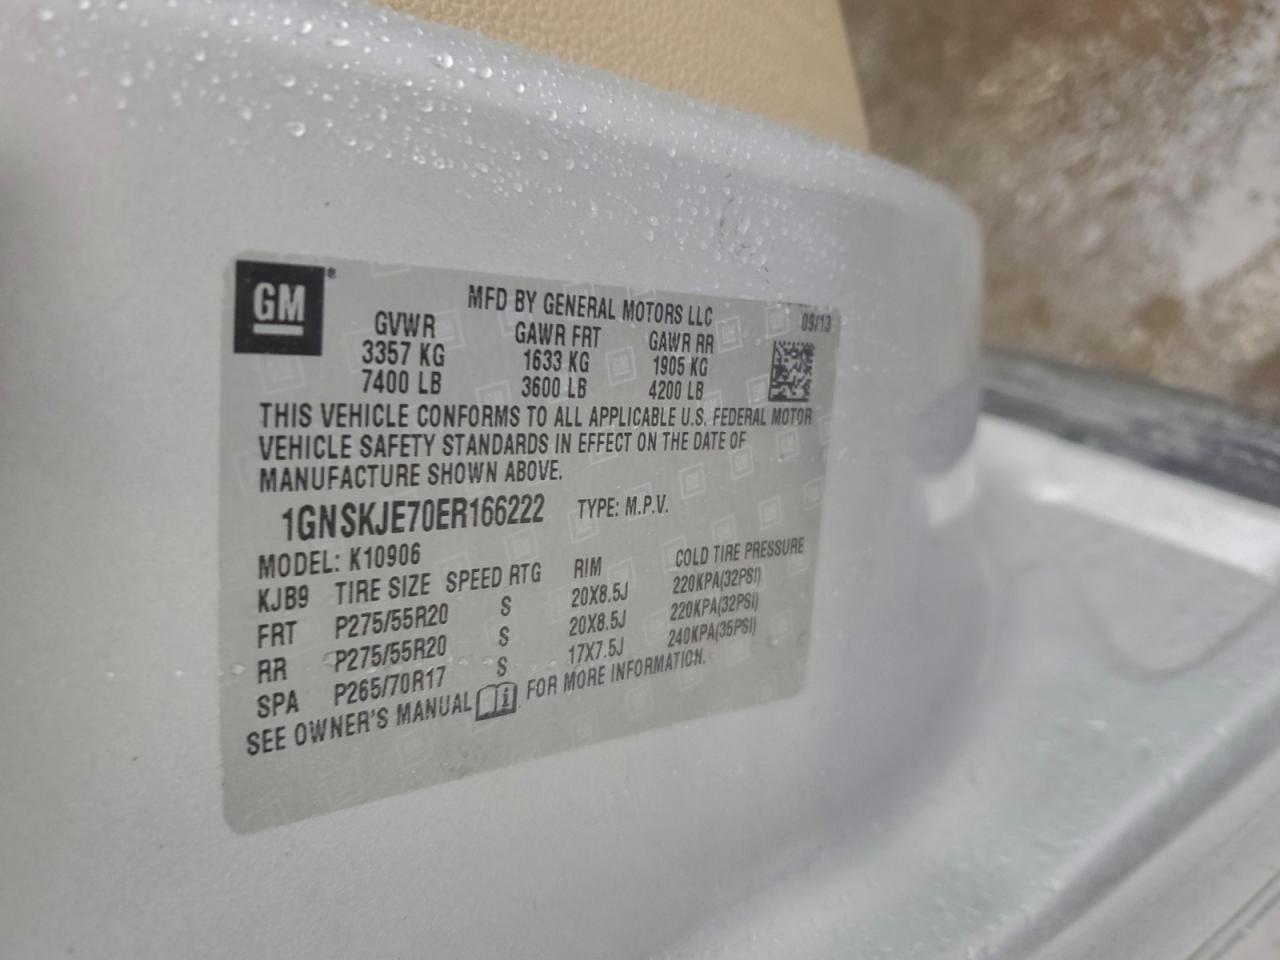 GM
MFD BY GENERAL MOTORS LLC 09/13
GVWR GAWR FRT GAWR RR
3357 KG 1633 KG 1905 KG
7400 LB 3600 LB 4200 LB
THIS VEHICLE CONFORMS TO ALL APPLICABLE U.S. FEDERAL MOTOR
VEHICLE SAFETY STANDARDS IN EFFECT ON THE DATE OF
MANUFACTURE SHOWN ABOVE.
1GNSKJE70ER166222 TYPE: M.P.V.
MODEL: K10906
KJB9 TIRE SIZE SPEED RTG RIM COLD TIRE PRESSURE
FRT P275/55R20 S 20X8.5J 220KPA(32PSI)
RR P275/55R20 S 20X8.5J 220KPA(32PSI)
SPA P265/70R17 S 17X7.5J 240KPA(35PSI)
SEE OWNER'S MANUAL i FOR MORE INFORMATION.